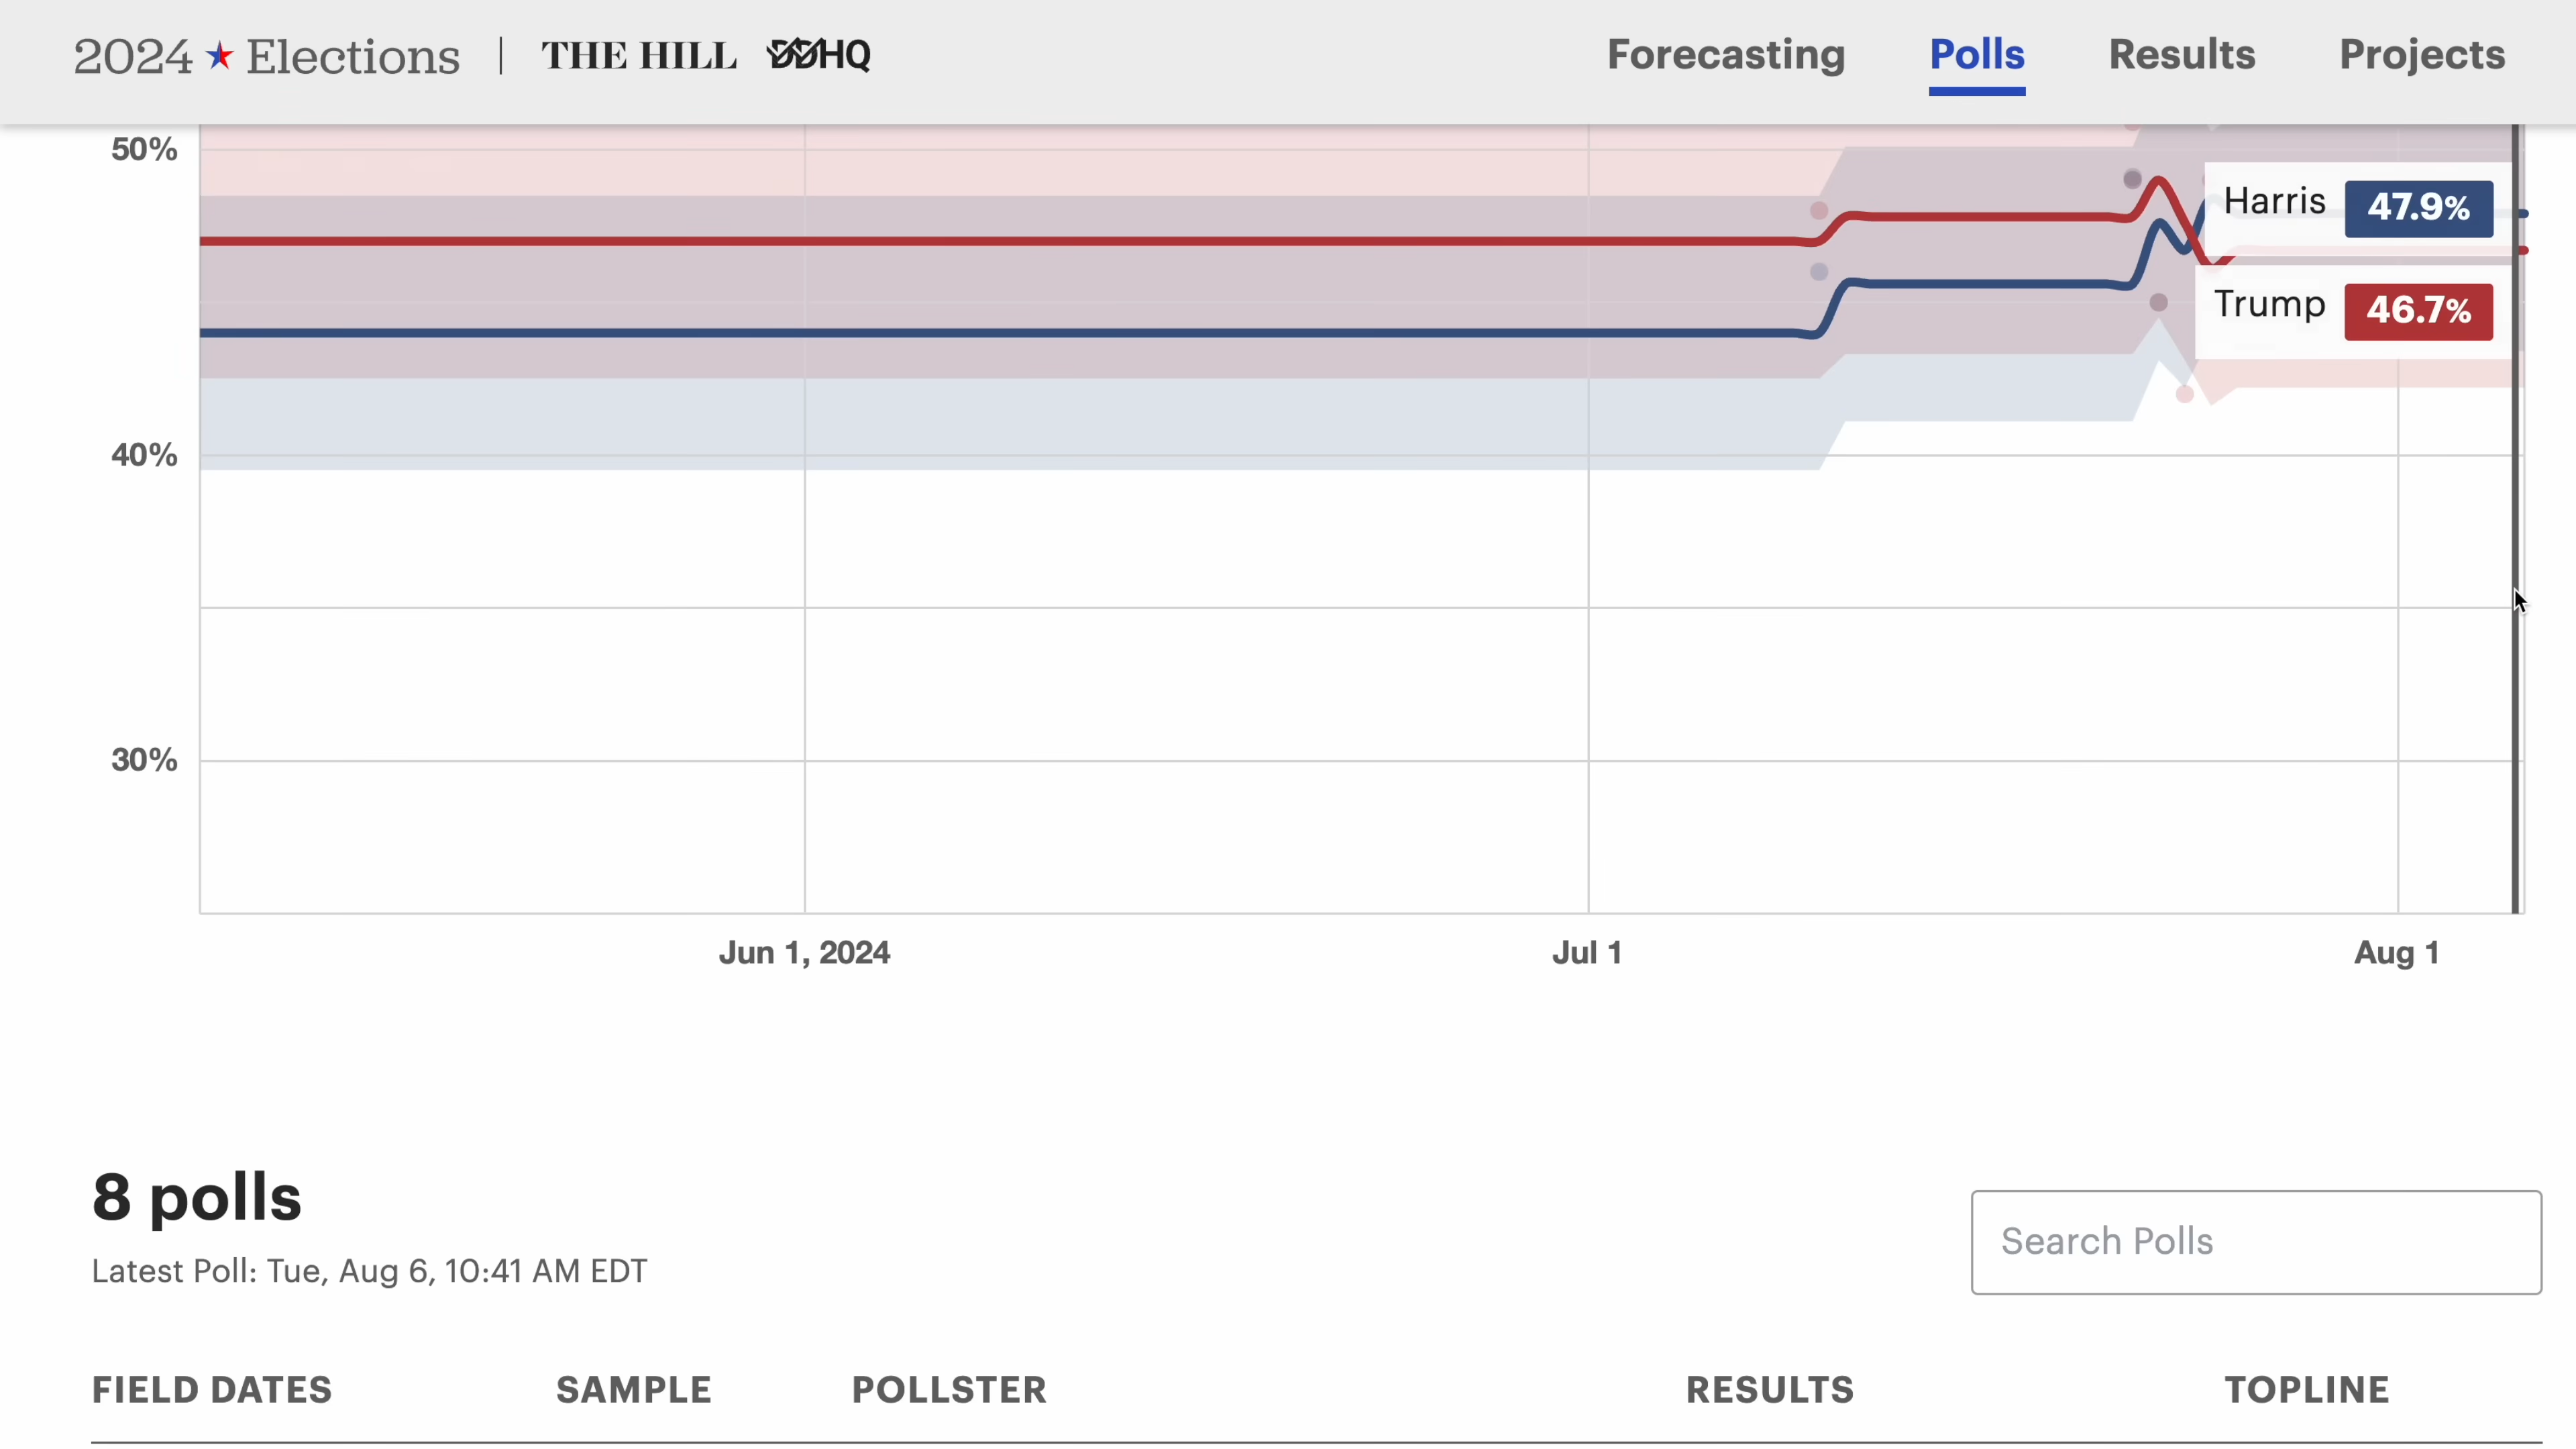 2024 Elections | THE HILL DDHQ
Forecasting Polls Results Projects
50%
Harris 47.9%
Trump 46.7%
40%
30%
Jun 1, 2024 Jul 1 Aug 1
8 polls
Search Polls
Latest Poll: Tue, Aug 6, 10:41 AM EDT
FIELD DATES SAMPLE POLLSTER RESULTS TOPLINE